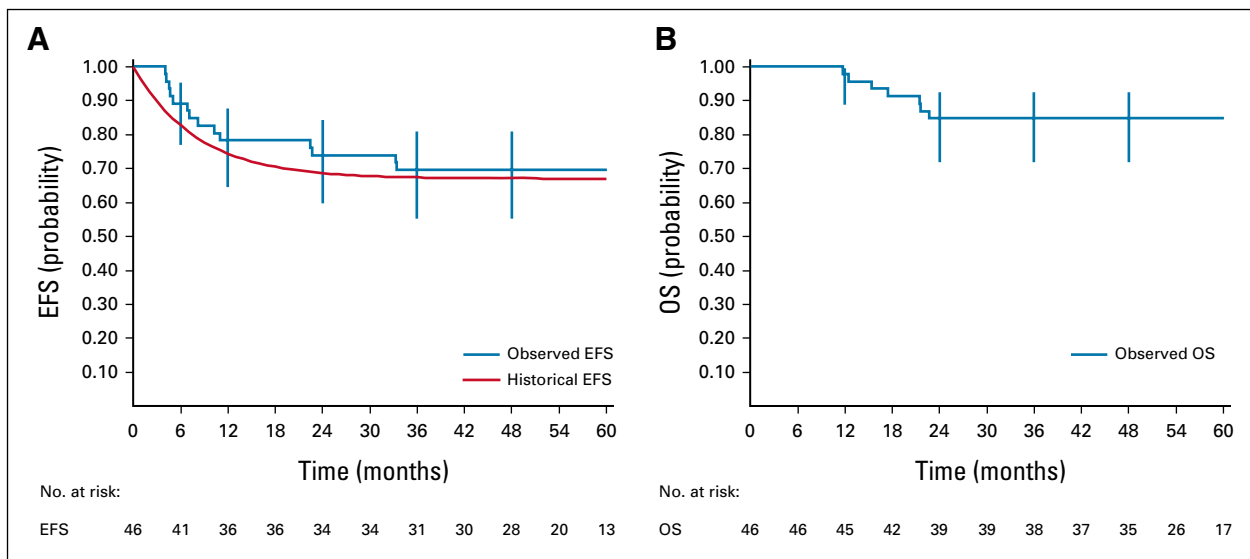 A
1.00
0.90
0.80
0.70
0.60
0.50
0.40
0.30
0.20
0.10
EFS (probability)
Observed EFS
Historical EFS
0 6 12 18 24 30 36 42 48 54 60
Time (months)
No. at risk:
EFS 46 41 36 36 34 34 31 30 28 20 13
B
1.00
0.90
0.80
0.70
0.60
0.50
0.40
0.30
0.20
0.10
OS (probability)
Observed OS
0 6 12 18 24 30 36 42 48 54 60
Time (months)
No. at risk:
OS 46 46 45 42 39 39 38 37 35 26 17